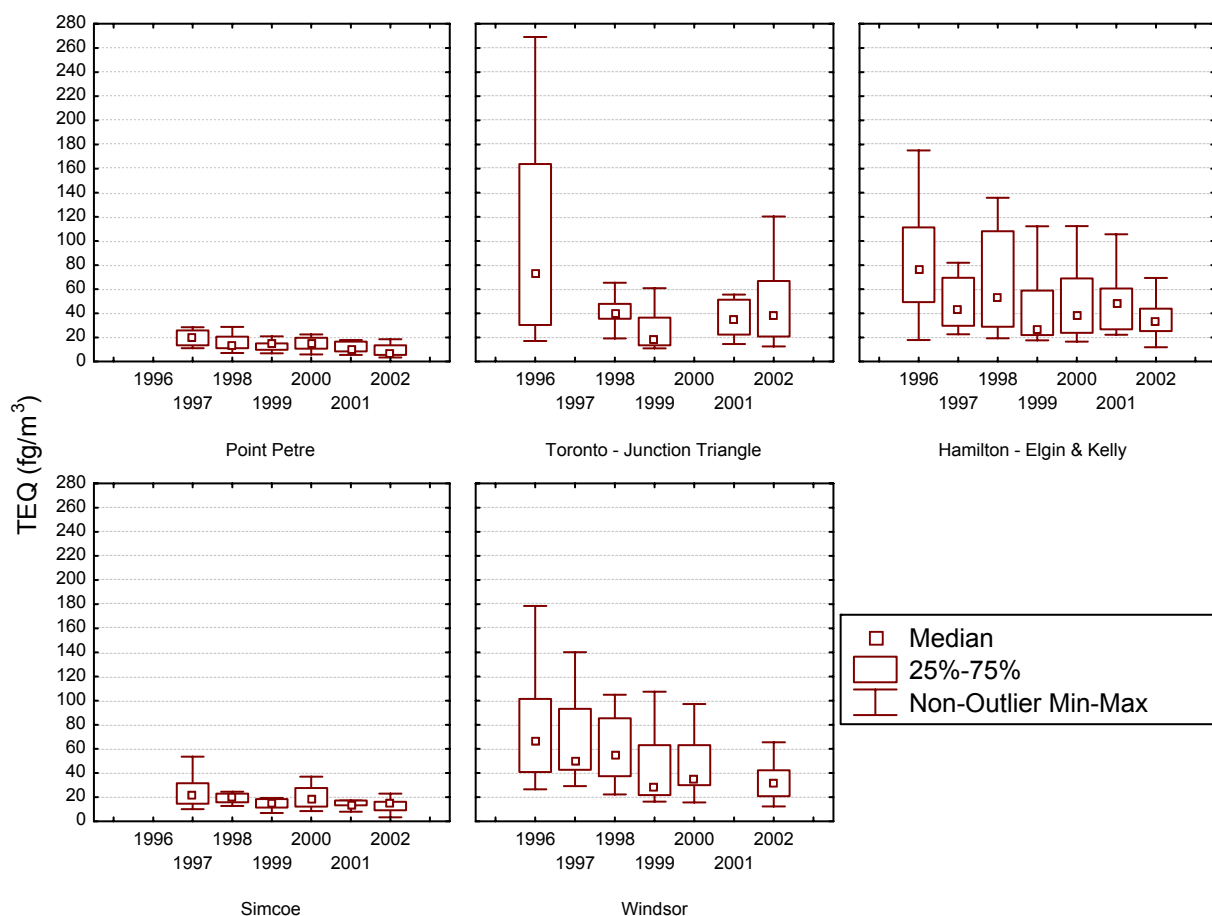 TEQ (fg/m³)
280
260
240
220
200
180
160
140
120
100
80
60
40
20
0
1996 1998 2000 2002
1997 1999 2001
Point Petre
1996 1998 2000 2002
1997 1999 2001
Toronto - Junction Triangle
1996 1998 2000 2002
1997 1999 2001
Hamilton - Elgin & Kelly
280
260
240
220
200
180
160
140
120
100
80
60
40
20
0
1996 1998 2000 2002
1997 1999 2001
Simcoe
1996 1998 2000 2002
1997 1999 2001
Windsor
Median
25%-75%
Non-Outlier Min-Max